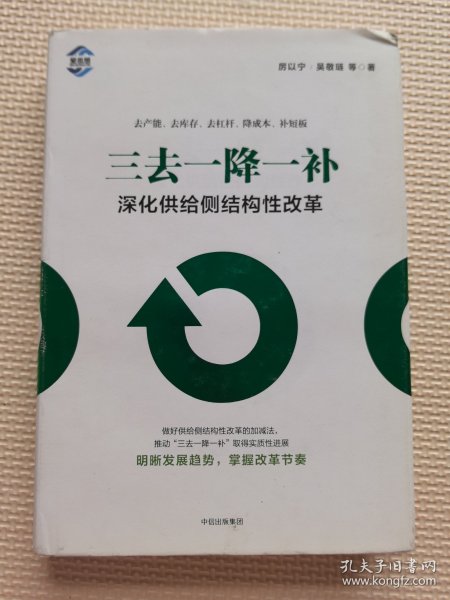 厉以宁 吴敬琏 等◎著
去产能、去库存、去杠杆、降成本、补短板
三去一降一补
深化供给侧结构性改革
做好供给侧结构性改革的加减法，
推动“三去一降一补”取得实质性进展
明晰发展趋势，掌握改革节奏
中信出版集团
孔夫子旧书网
www.kongfz.com